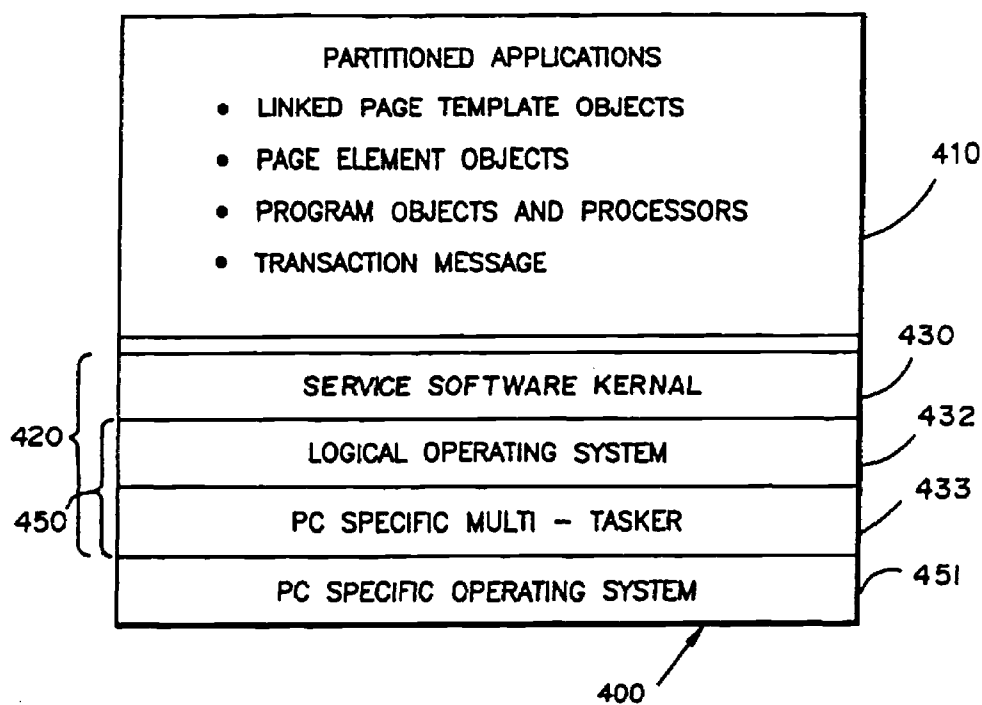 PARTITIONED APPLICATIONS
• LINKED PAGE TEMPLATE OBJECTS
• PAGE ELEMENT OBJECTS
• PROGRAM OBJECTS AND PROCESSORS
• TRANSACTION MESSAGE
410
430
SERVICE SOFTWARE KERNAL
420
432
LOGICAL OPERATING SYSTEM
433
450
PC SPECIFIC MULTI - TASKER
451
PC SPECIFIC OPERATING SYSTEM
400